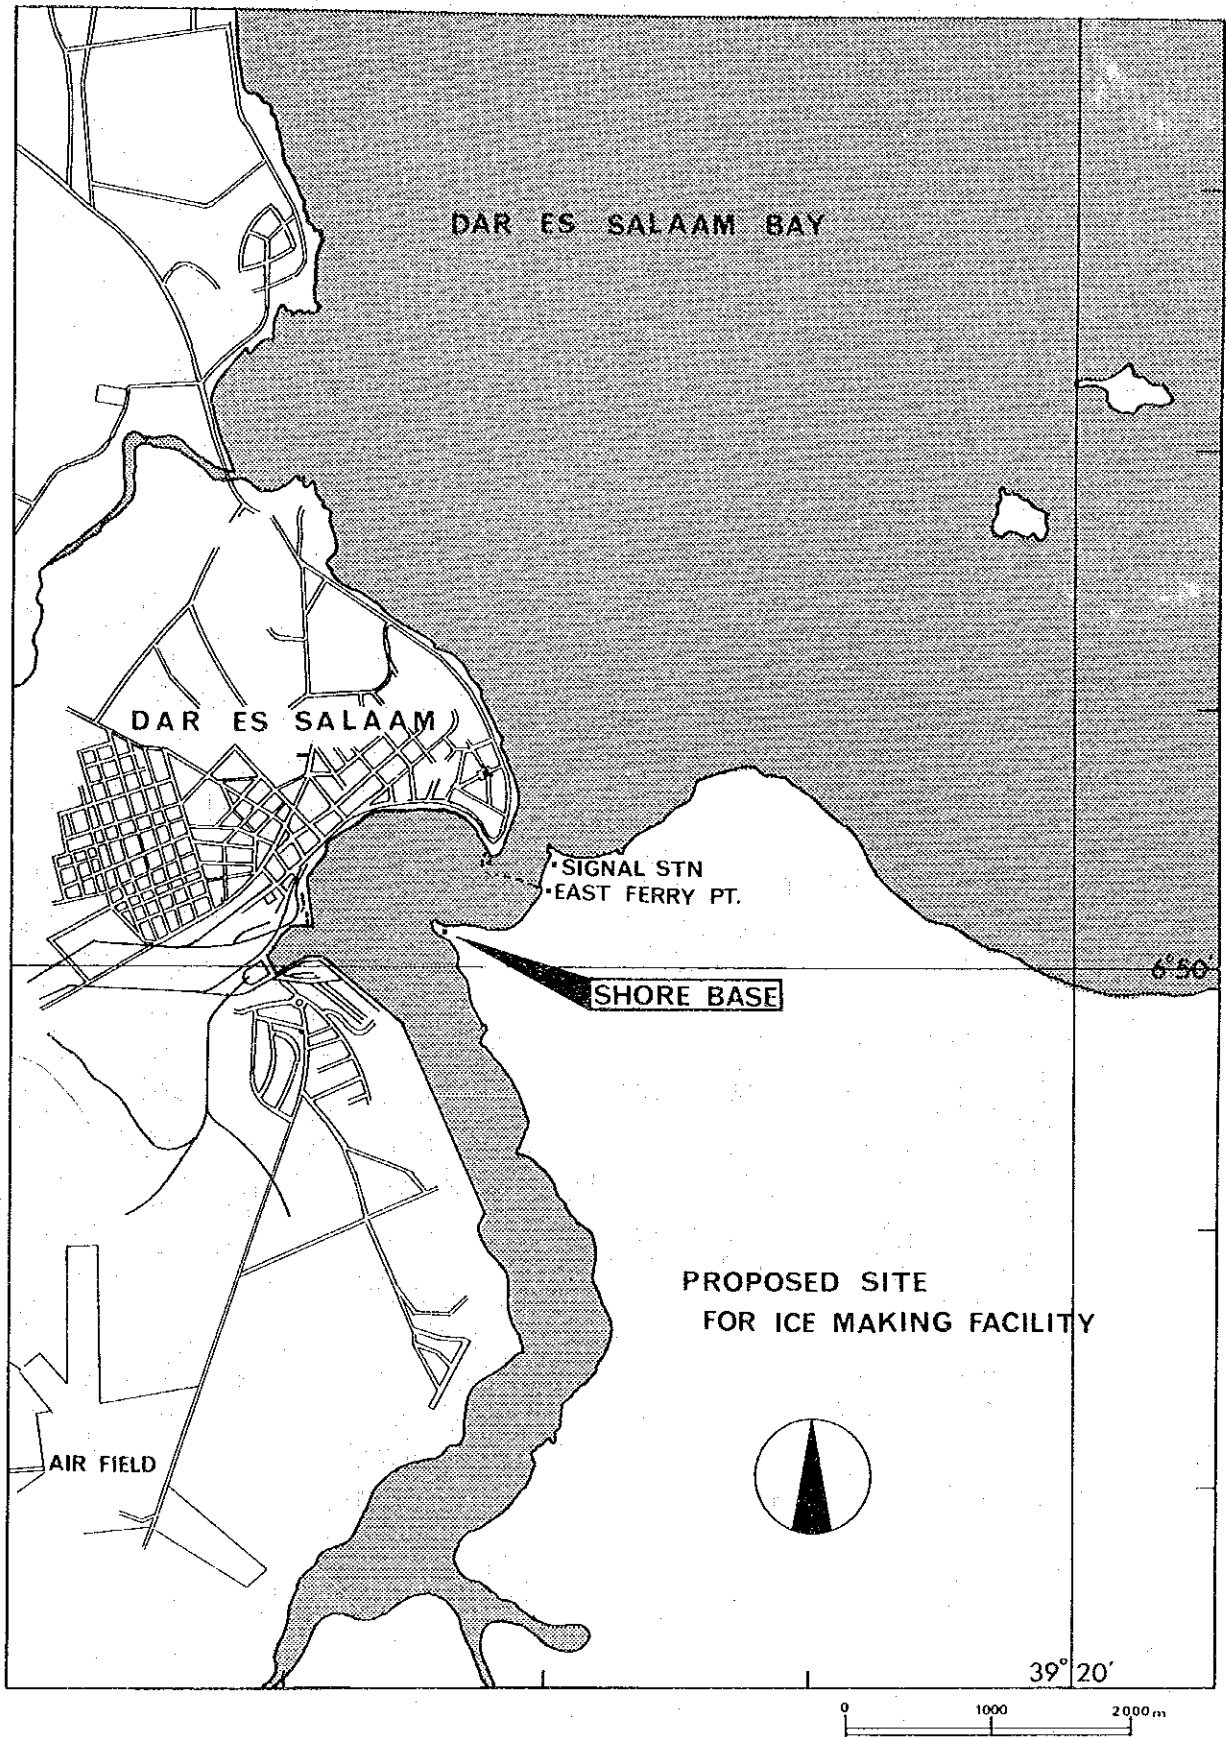 DAR ES SALAAM BAY
DAR ES SALAAM
SIGNAL STN
EAST FERRY PT.
6°50′
SHORE BASE
PROPOSED SITE
FOR ICE MAKING FACILITY
AIR FIELD
39°20′
0 1000 2000m